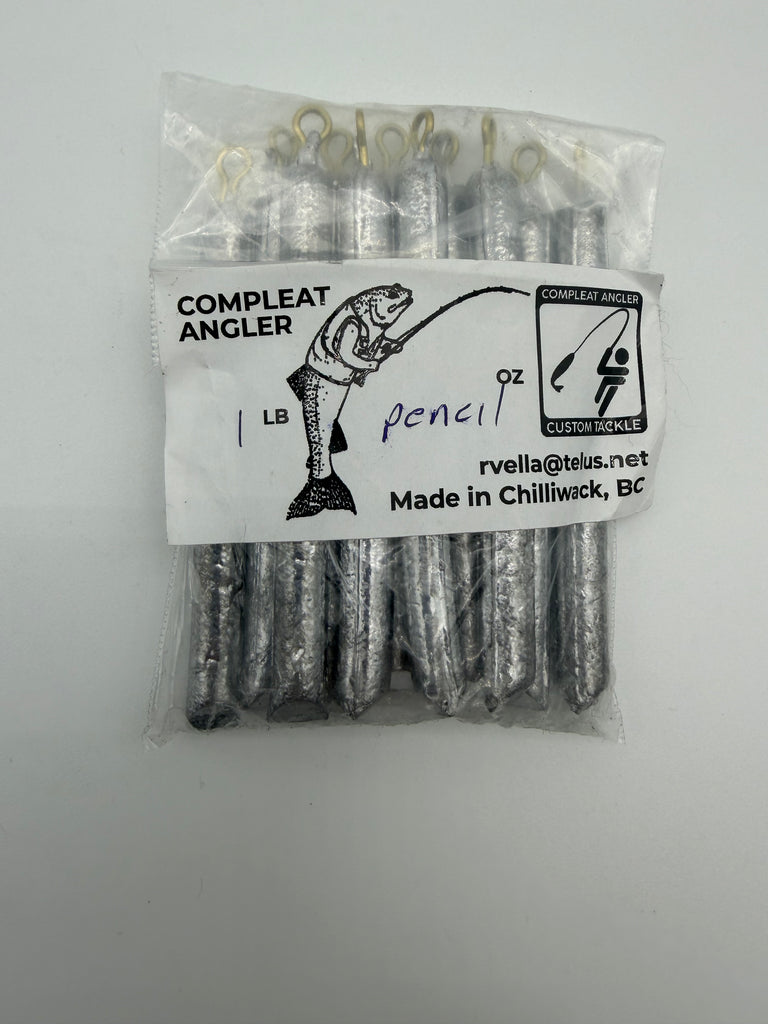 COMPLEAT
ANGLER
1 LB pencil OZ
COMPLEAT ANGLER
CUSTOM TACKLE
rvella@telus.net
Made in Chilliwack, BC